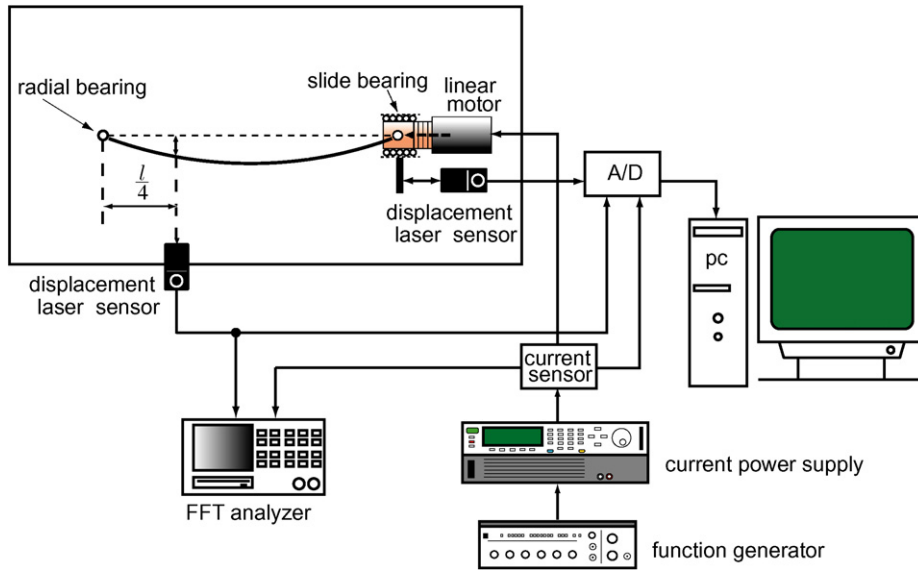 radial bearing
slide bearing
linear
motor
l/4
displacement
laser sensor
A/D
displacement
laser sensor
pc
current
sensor
current power supply
FFT analyzer
function generator